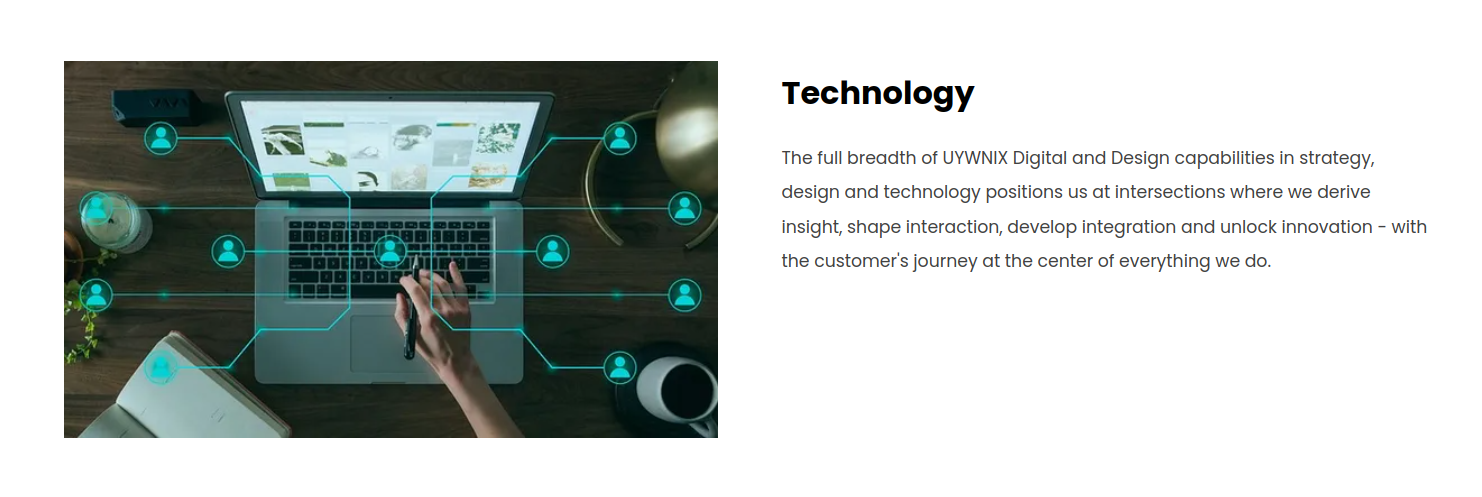 Technology
The full breadth of UYWNIX Digital and Design capabilities in strategy,
design and technology positions us at intersections where we derive
insight, shape interaction, develop integration and unlock innovation - with
the customer's journey at the center of everything we do.